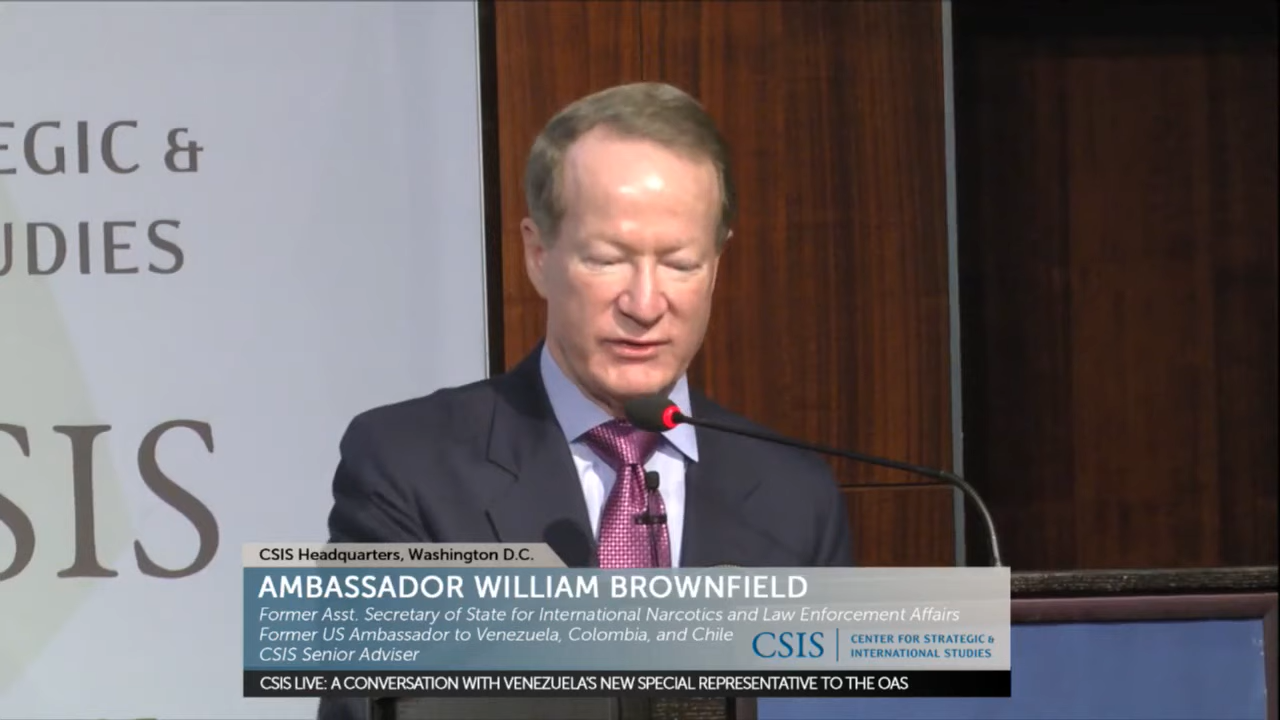 EGIC &
UDIES
SIS
CSIS Headquarters, Washington D.C.
AMBASSADOR WILLIAM BROWNFIELD
Former Asst. Secretary of State for International Narcotics and Law Enforcement Affairs
Former US Ambassador to Venezuela, Colombia, and Chile
CSIS Senior Adviser
CSIS
CENTER FOR STRATEGIC &
INTERNATIONAL STUDIES
CSIS LIVE: A CONVERSATION WITH VENEZUELA'S NEW SPECIAL REPRESENTATIVE TO THE OAS